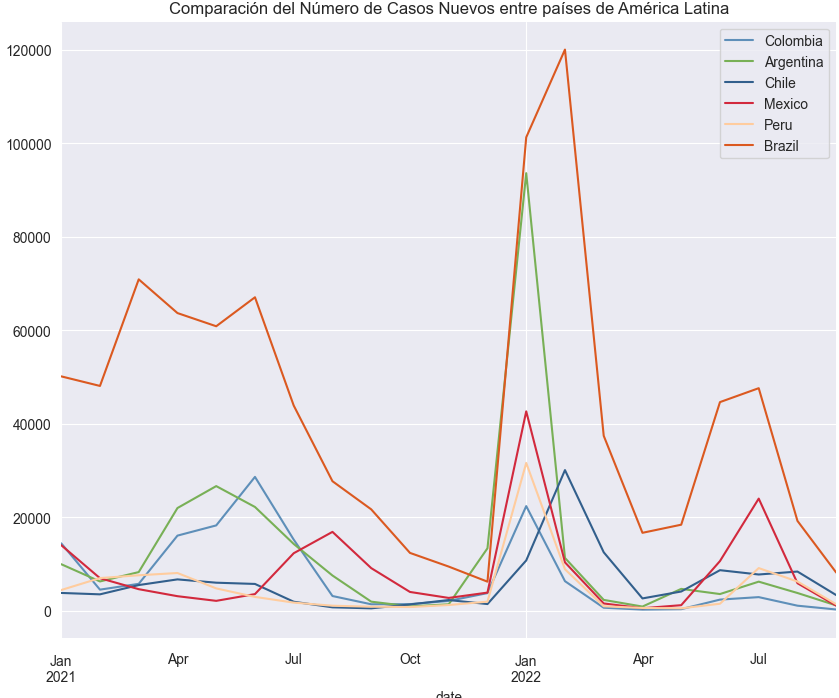 Comparación del Número de Casos Nuevos entre países de América Latina
Colombia
Argentina
Chile
Mexico
Peru
Brazil
120000
100000
80000
60000
40000
20000
0
Jan Apr Jul Oct Jan Apr Jul
2021 2022
date